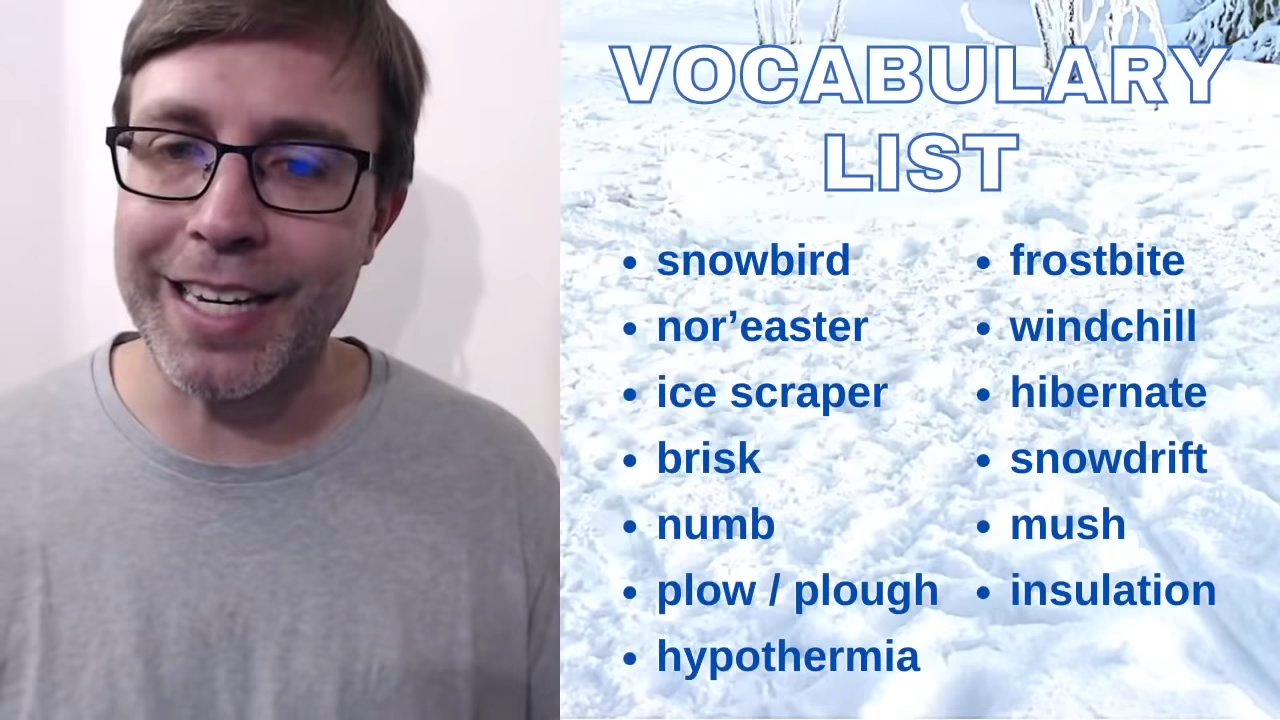 VOCABULARY
LIST
• snowbird
• nor’easter
• ice scraper
• brisk
• numb
• plow / plough
• hypothermia
• frostbite
• windchill
• hibernate
• snowdrift
• mush
• insulation